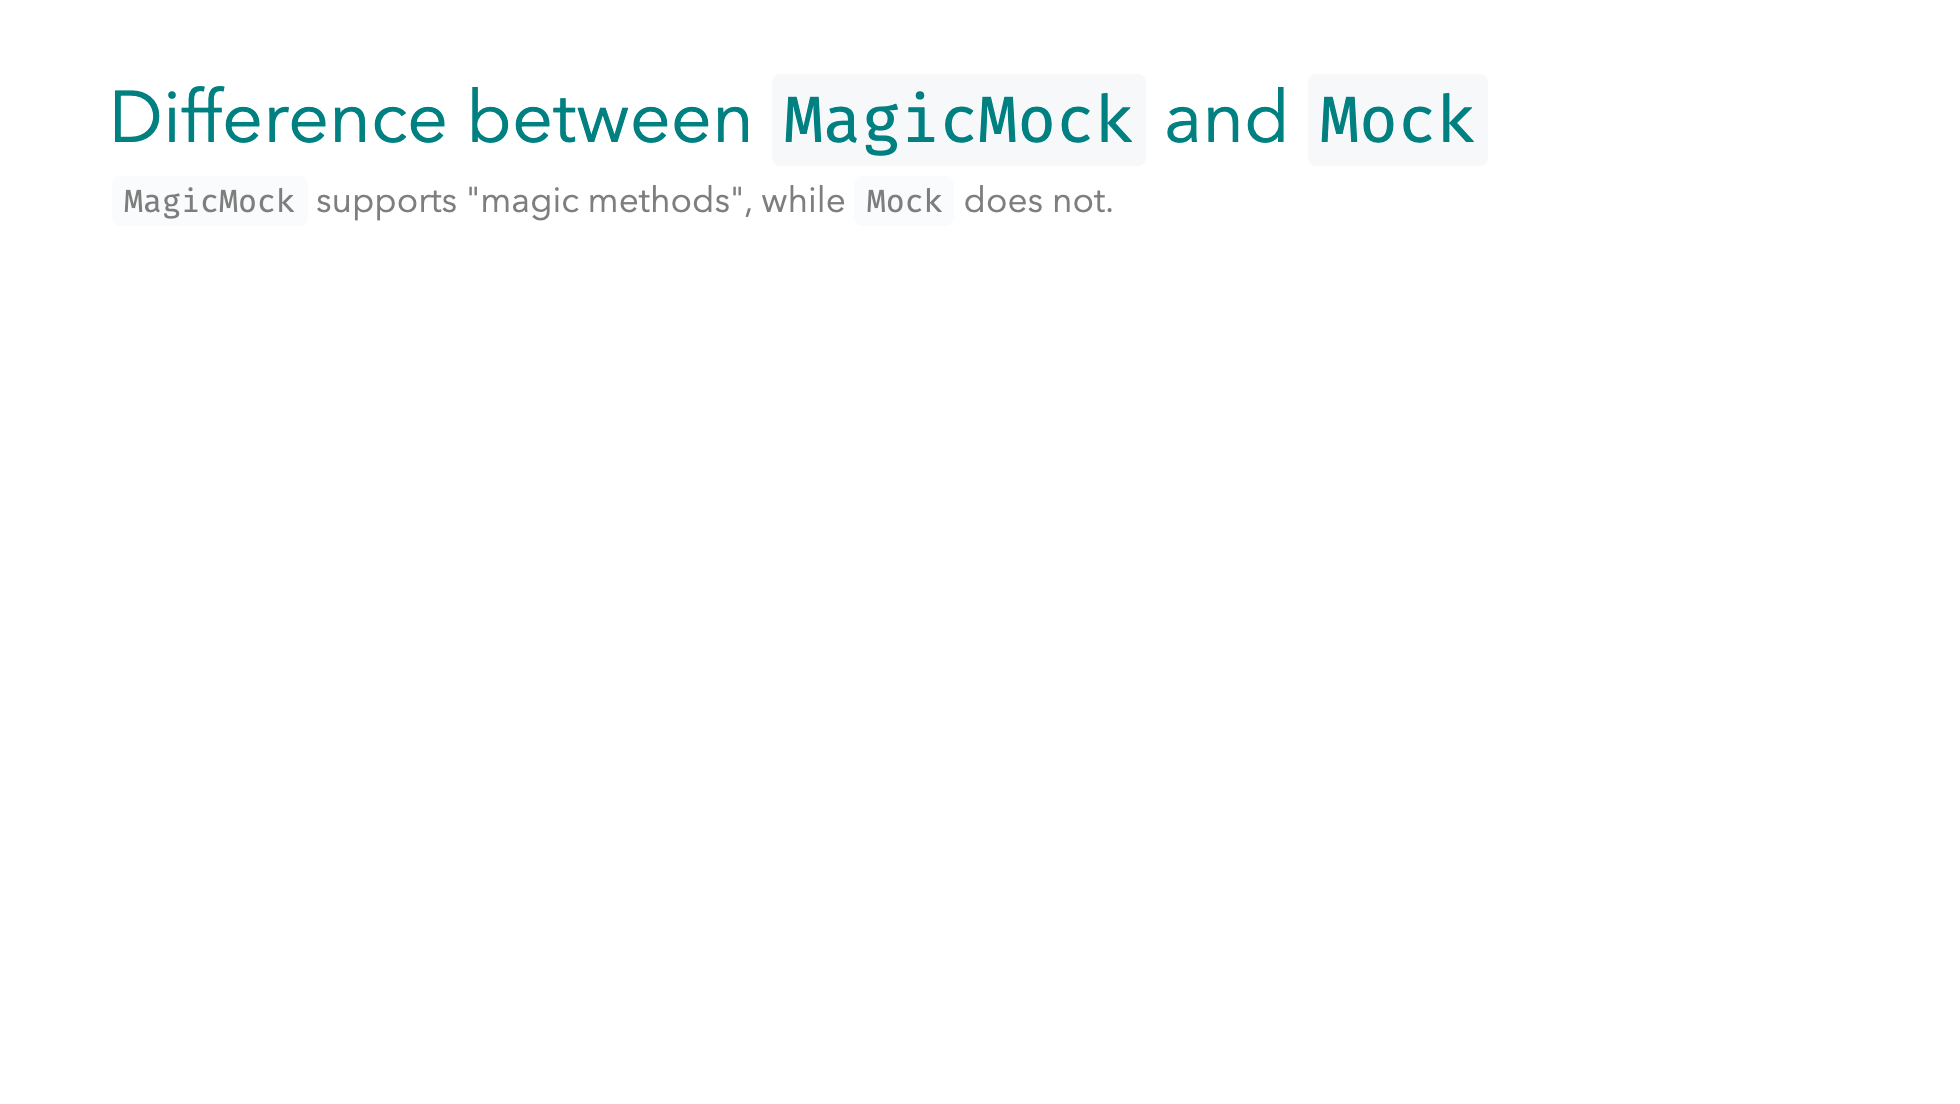 Difference between MagicMock and Mock
MagicMock supports "magic methods", while Mock does not.